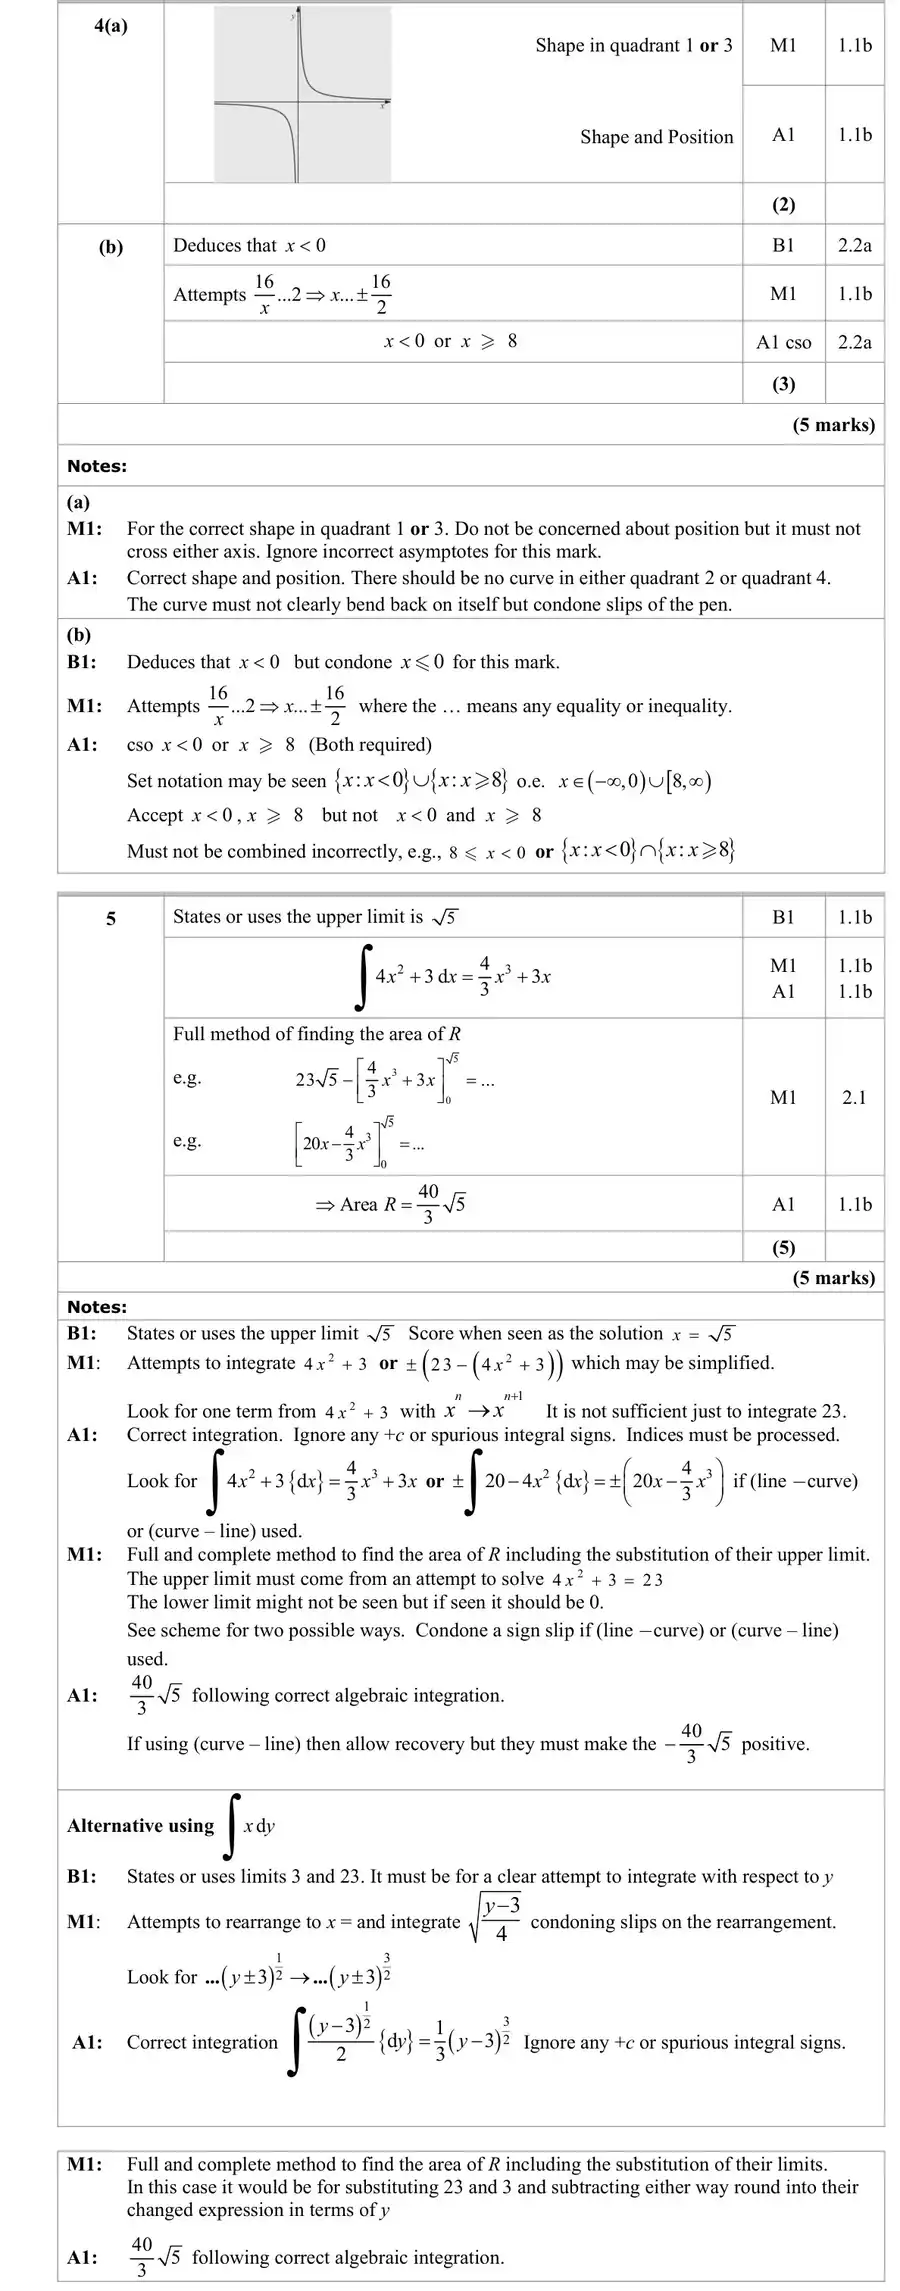 4(a)
y
x
Shape in quadrant 1 or 3 M1 1.1b
Shape and Position A1 1.1b
(2)
(b) Deduces that x < 0 B1 2.2a
Attempts 16/x ...2 ⇒ x...± 16/2 M1 1.1b
x < 0 or x ⩾ 8 A1 cso 2.2a
(3)
(5 marks)
Notes:
(a)
M1: For the correct shape in quadrant 1 or 3. Do not be concerned about position but it must not
cross either axis. Ignore incorrect asymptotes for this mark.
A1: Correct shape and position. There should be no curve in either quadrant 2 or quadrant 4.
The curve must not clearly bend back on itself but condone slips of the pen.
(b)
B1: Deduces that x < 0 but condone x ⩽ 0 for this mark.
M1: Attempts 16/x ...2 ⇒ x...± 16/2 where the … means any equality or inequality.
A1: cso x < 0 or x ⩾ 8 (Both required)
Set notation may be seen {x : x < 0} ∪ {x : x ⩾ 8} o.e. x ∈ (−∞, 0) ∪ [8, ∞)
Accept x < 0 , x ⩾ 8 but not x < 0 and x ⩾ 8
Must not be combined incorrectly, e.g., 8 ⩽ x < 0 or {x : x < 0} ∩ {x : x ⩾ 8}
5 States or uses the upper limit is √5 B1 1.1b
∫ 4x² + 3 dx = 4/3 x³ + 3x M1 1.1b
A1 1.1b
Full method of finding the area of R
e.g. 23√5 − [4/3 x³ + 3x]₀^√5 = ...
M1 2.1
e.g. [20x − 4/3 x³]₀^√5 = ...
⇒ Area R = 40/3 √5 A1 1.1b
(5)
(5 marks)
Notes:
B1: States or uses the upper limit √5 Score when seen as the solution x = √5
M1: Attempts to integrate 4x² + 3 or ± (23 − (4x² + 3)) which may be simplified.
Look for one term from 4x² + 3 with xⁿ → xⁿ⁺¹ It is not sufficient just to integrate 23.
A1: Correct integration. Ignore any +c or spurious integral signs. Indices must be processed.
Look for ∫ 4x² + 3 {dx} = 4/3 x³ + 3x or ± ∫ 20 − 4x² {dx} = ± (20x − 4/3 x³) if (line – curve)
or (curve – line) used.
M1: Full and complete method to find the area of R including the substitution of their upper limit.
The upper limit must come from an attempt to solve 4x² + 3 = 23
The lower limit might not be seen but if seen it should be 0.
See scheme for two possible ways. Condone a sign slip if (line – curve) or (curve – line)
used.
A1: 40/3 √5 following correct algebraic integration.
If using (curve – line) then allow recovery but they must make the − 40/3 √5 positive.
Alternative using ∫ x dy
B1: States or uses limits 3 and 23. It must be for a clear attempt to integrate with respect to y
M1: Attempts to rearrange to x = and integrate √((y−3)/4) condoning slips on the rearrangement.
Look for ...(y ± 3)^(1/2) → ...(y ± 3)^(3/2)
A1: Correct integration ∫ (y−3)^(1/2)/2 {dy} = 1/3 (y−3)^(3/2) Ignore any +c or spurious integral signs.
M1: Full and complete method to find the area of R including the substitution of their limits.
In this case it would be for substituting 23 and 3 and subtracting either way round into their
changed expression in terms of y
A1: 40/3 √5 following correct algebraic integration.